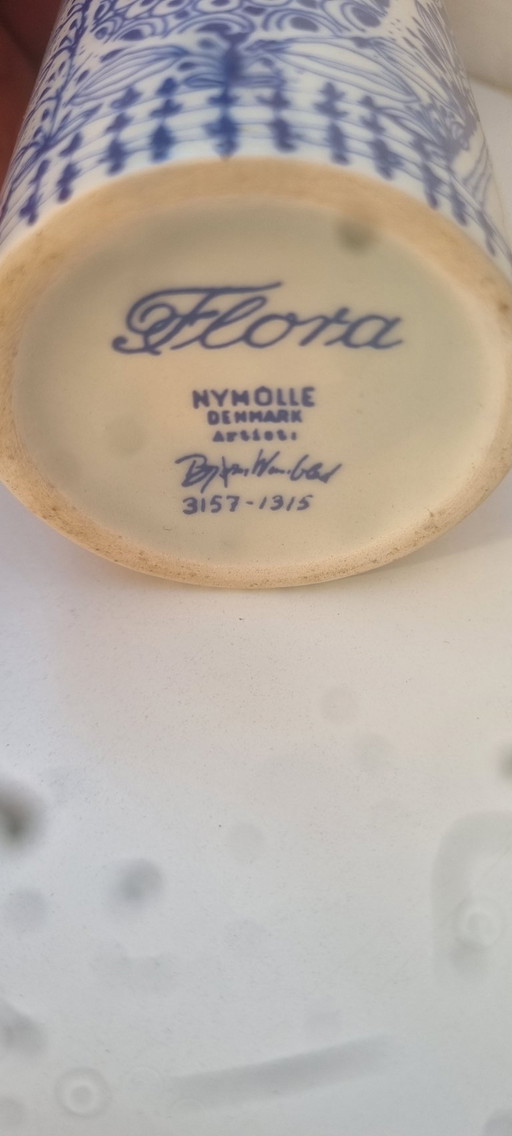 Flora
NYMÖLLE
DENMARK
Artist:
3157-1315